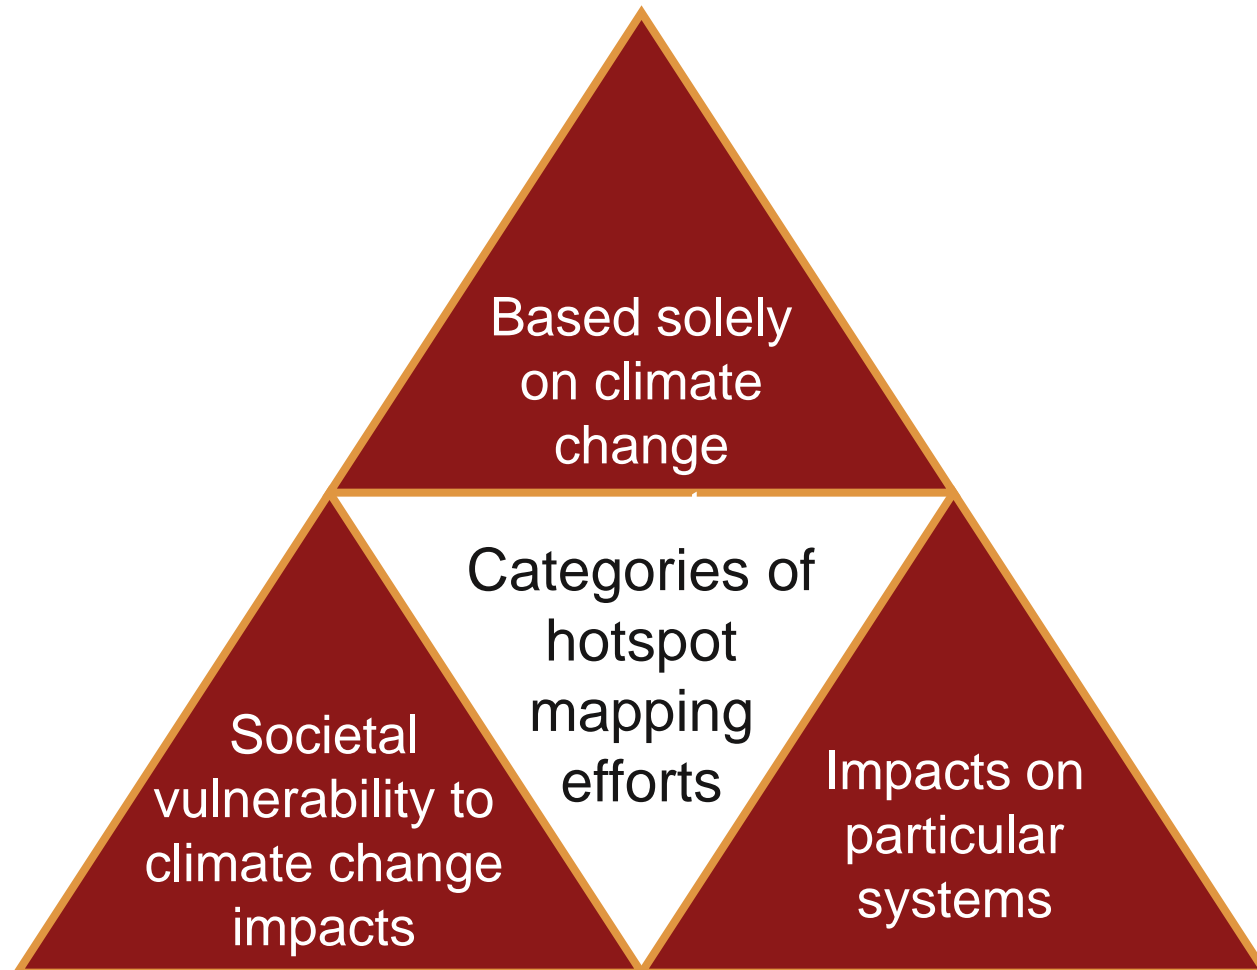 Based solely
on climate
change
Categories of
hotspot
mapping
efforts
Societal
vulnerability to
climate change
impacts
Impacts on
particular
systems